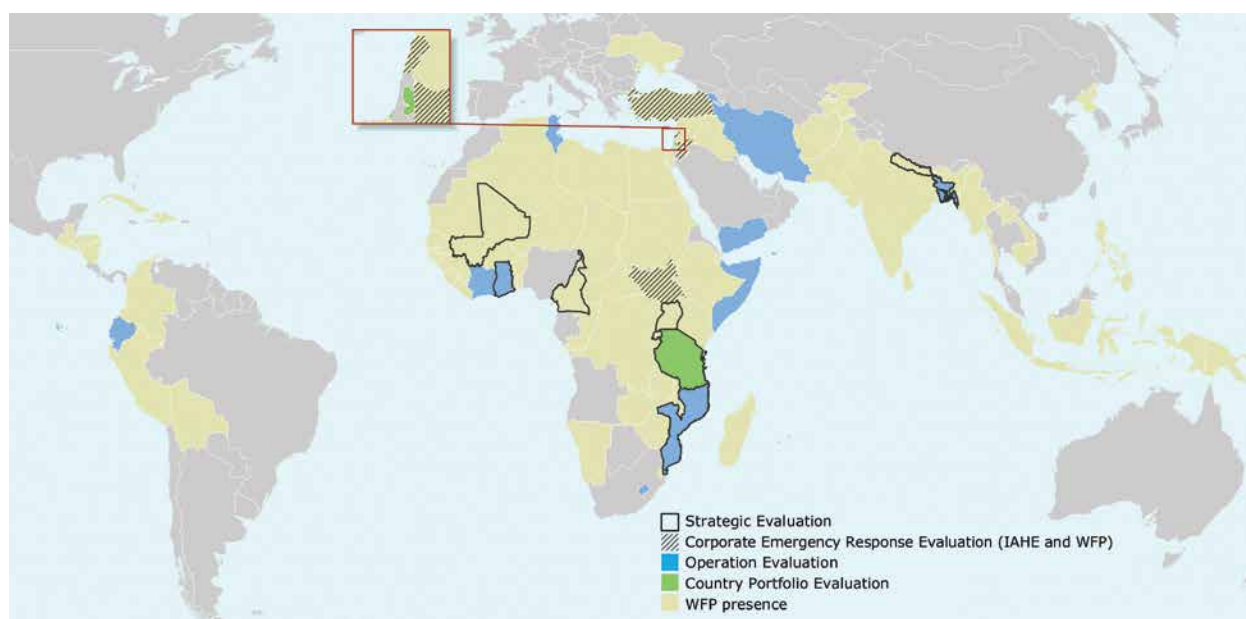 Strategic Evaluation
Corporate Emergency Response Evaluation (IAHE and WFP)
Operation Evaluation
Country Portfolio Evaluation
WFP presence